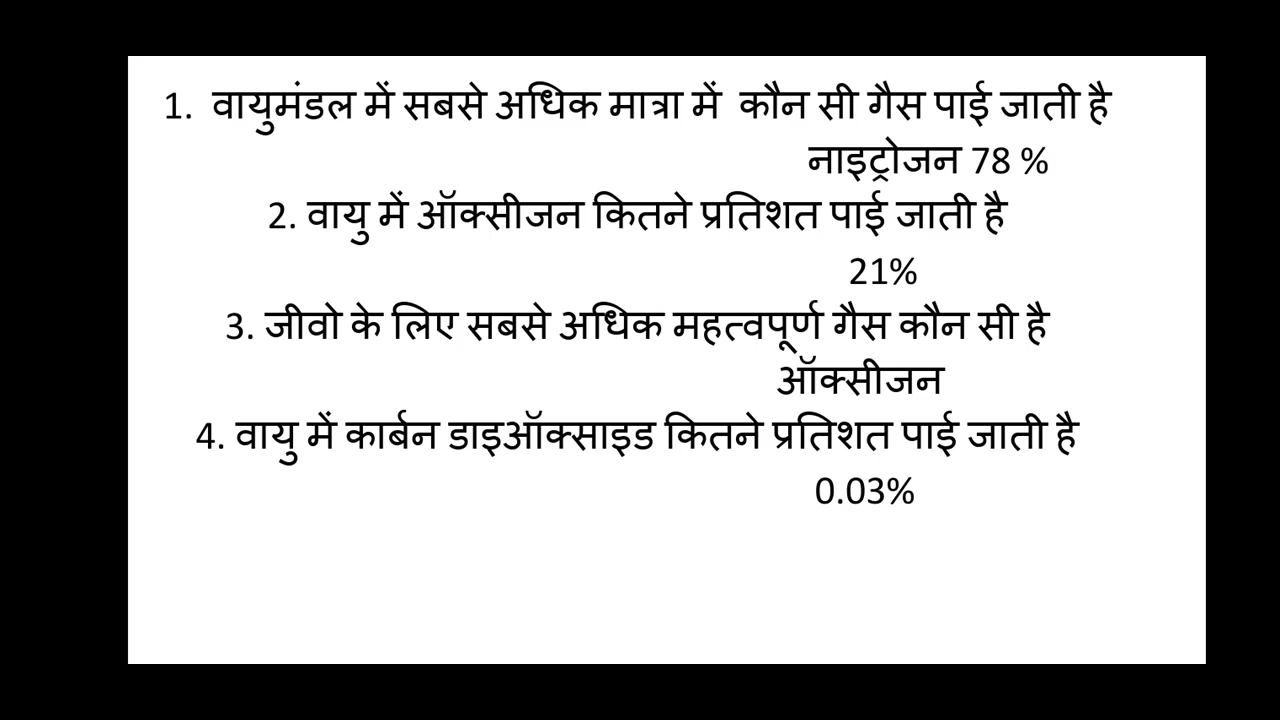 1. वायुमंडल में सबसे अधिक मात्रा में कौन सी गैस पाई जाती है
नाइट्रोजन 78 %
2. वायु में ऑक्सीजन कितने प्रतिशत पाई जाती है
21%
3. जीवो के लिए सबसे अधिक महत्वपूर्ण गैस कौन सी है
ऑक्सीजन
4. वायु में कार्बन डाइऑक्साइड कितने प्रतिशत पाई जाती है
0.03%